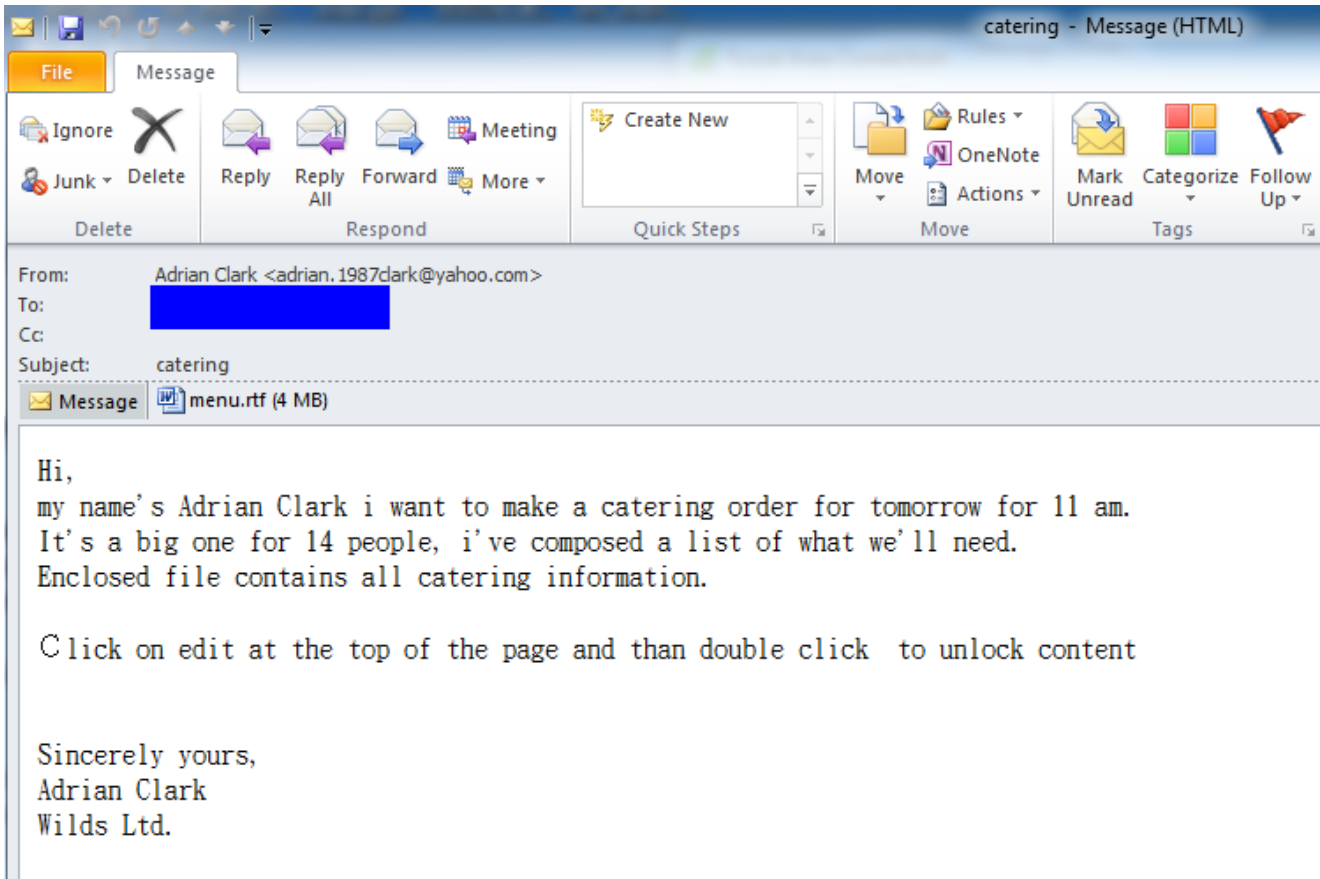 catering - Message (HTML)
File Message
Ignore
Junk
Delete
Reply
Reply All
Forward
Meeting
More
Create New
Move
Rules
OneNote
Actions
Mark Unread
Categorize
Follow Up
Delete Respond Quick Steps Move Tags
From: Adrian Clark <adrian.1987clark@yahoo.com>
To:
Cc:
Subject: catering
Message menu.rtf (4 MB)
Hi,
my name's Adrian Clark i want to make a catering order for tomorrow for 11 am.
It's a big one for 14 people, i've composed a list of what we'll need.
Enclosed file contains all catering information.
Click on edit at the top of the page and than double click to unlock content
Sincerely yours,
Adrian Clark
Wilds Ltd.